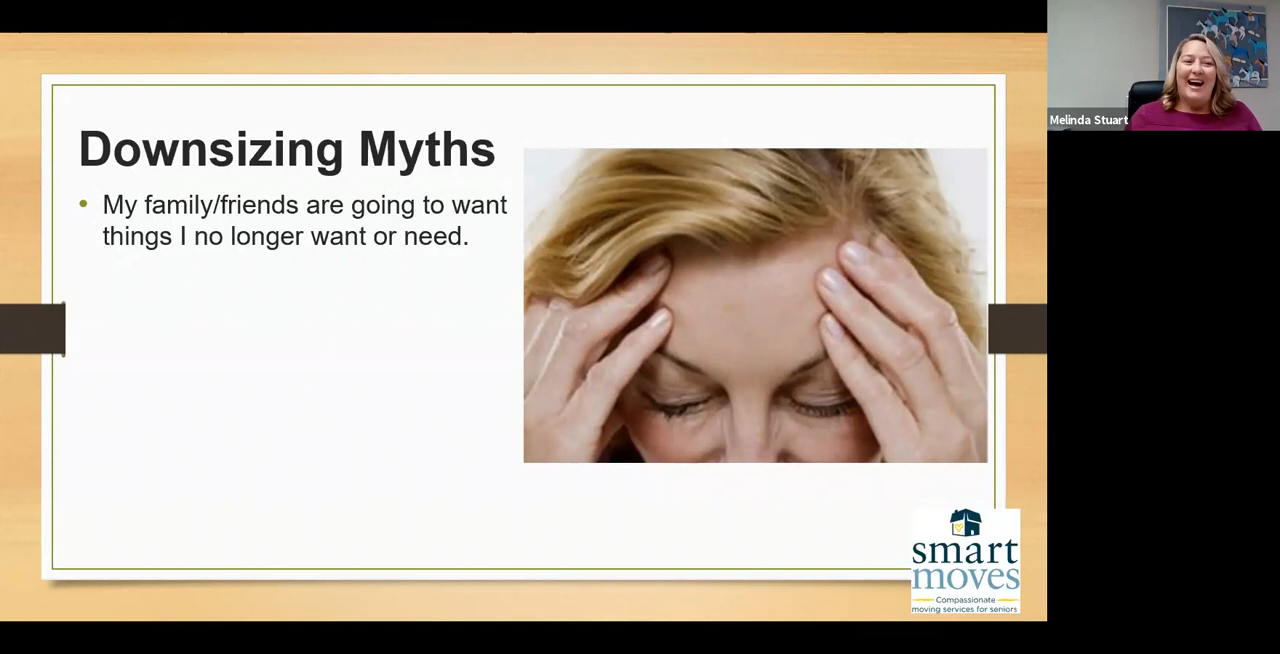 Downsizing Myths
• My family/friends are going to want
things I no longer want or need.
Melinda Stuart
smart
moves
Compassionate
moving services for seniors